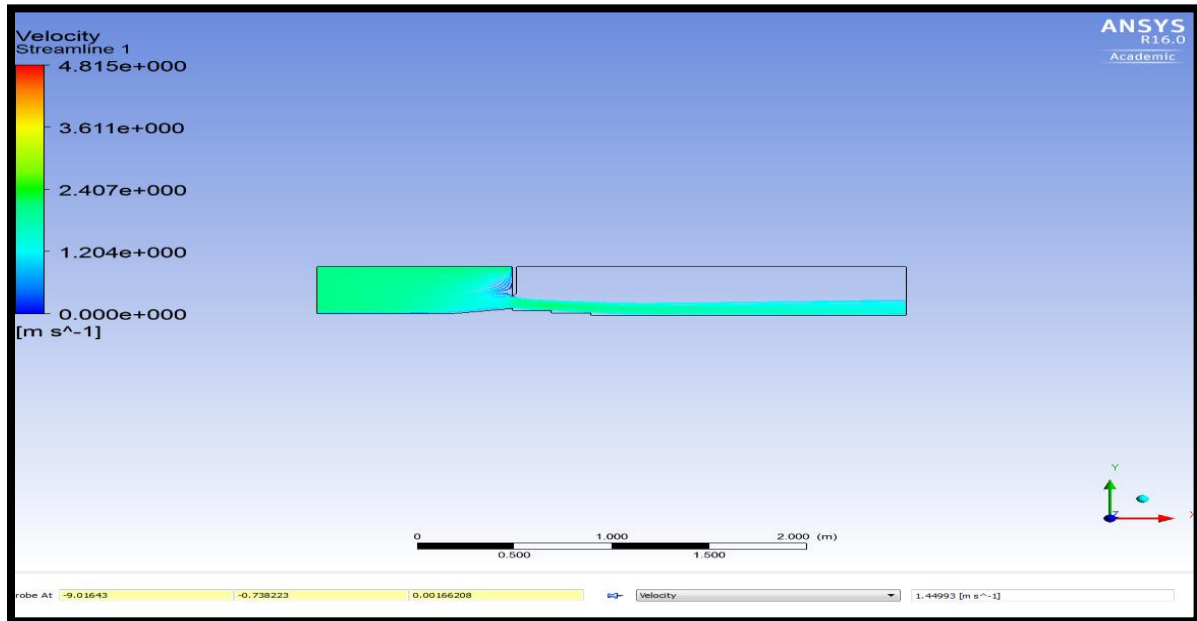 Velocity
Streamline 1
4.815e+000
3.611e+000
2.407e+000
1.204e+000
0.000e+000
[m s^-1]
ANSYS
R16.0
Academic
Y
X
Z
0 1.000 2.000 (m)
0.500 1.500
robe At -9.01643 -0.738223 0.00166208 Velocity 1.44993 [m s^-1]